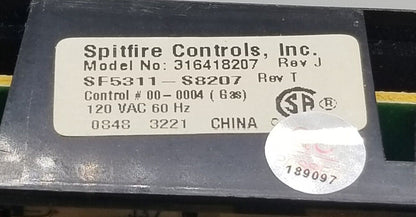 Spitfire Controls, Inc.
Model No: 316418207 Rev J
SF5311-S8207 Rev T
Control # 00-0004 ( Gas)
120 VAC 60 Hz
SA ®
0848 3221 CHINA
189097